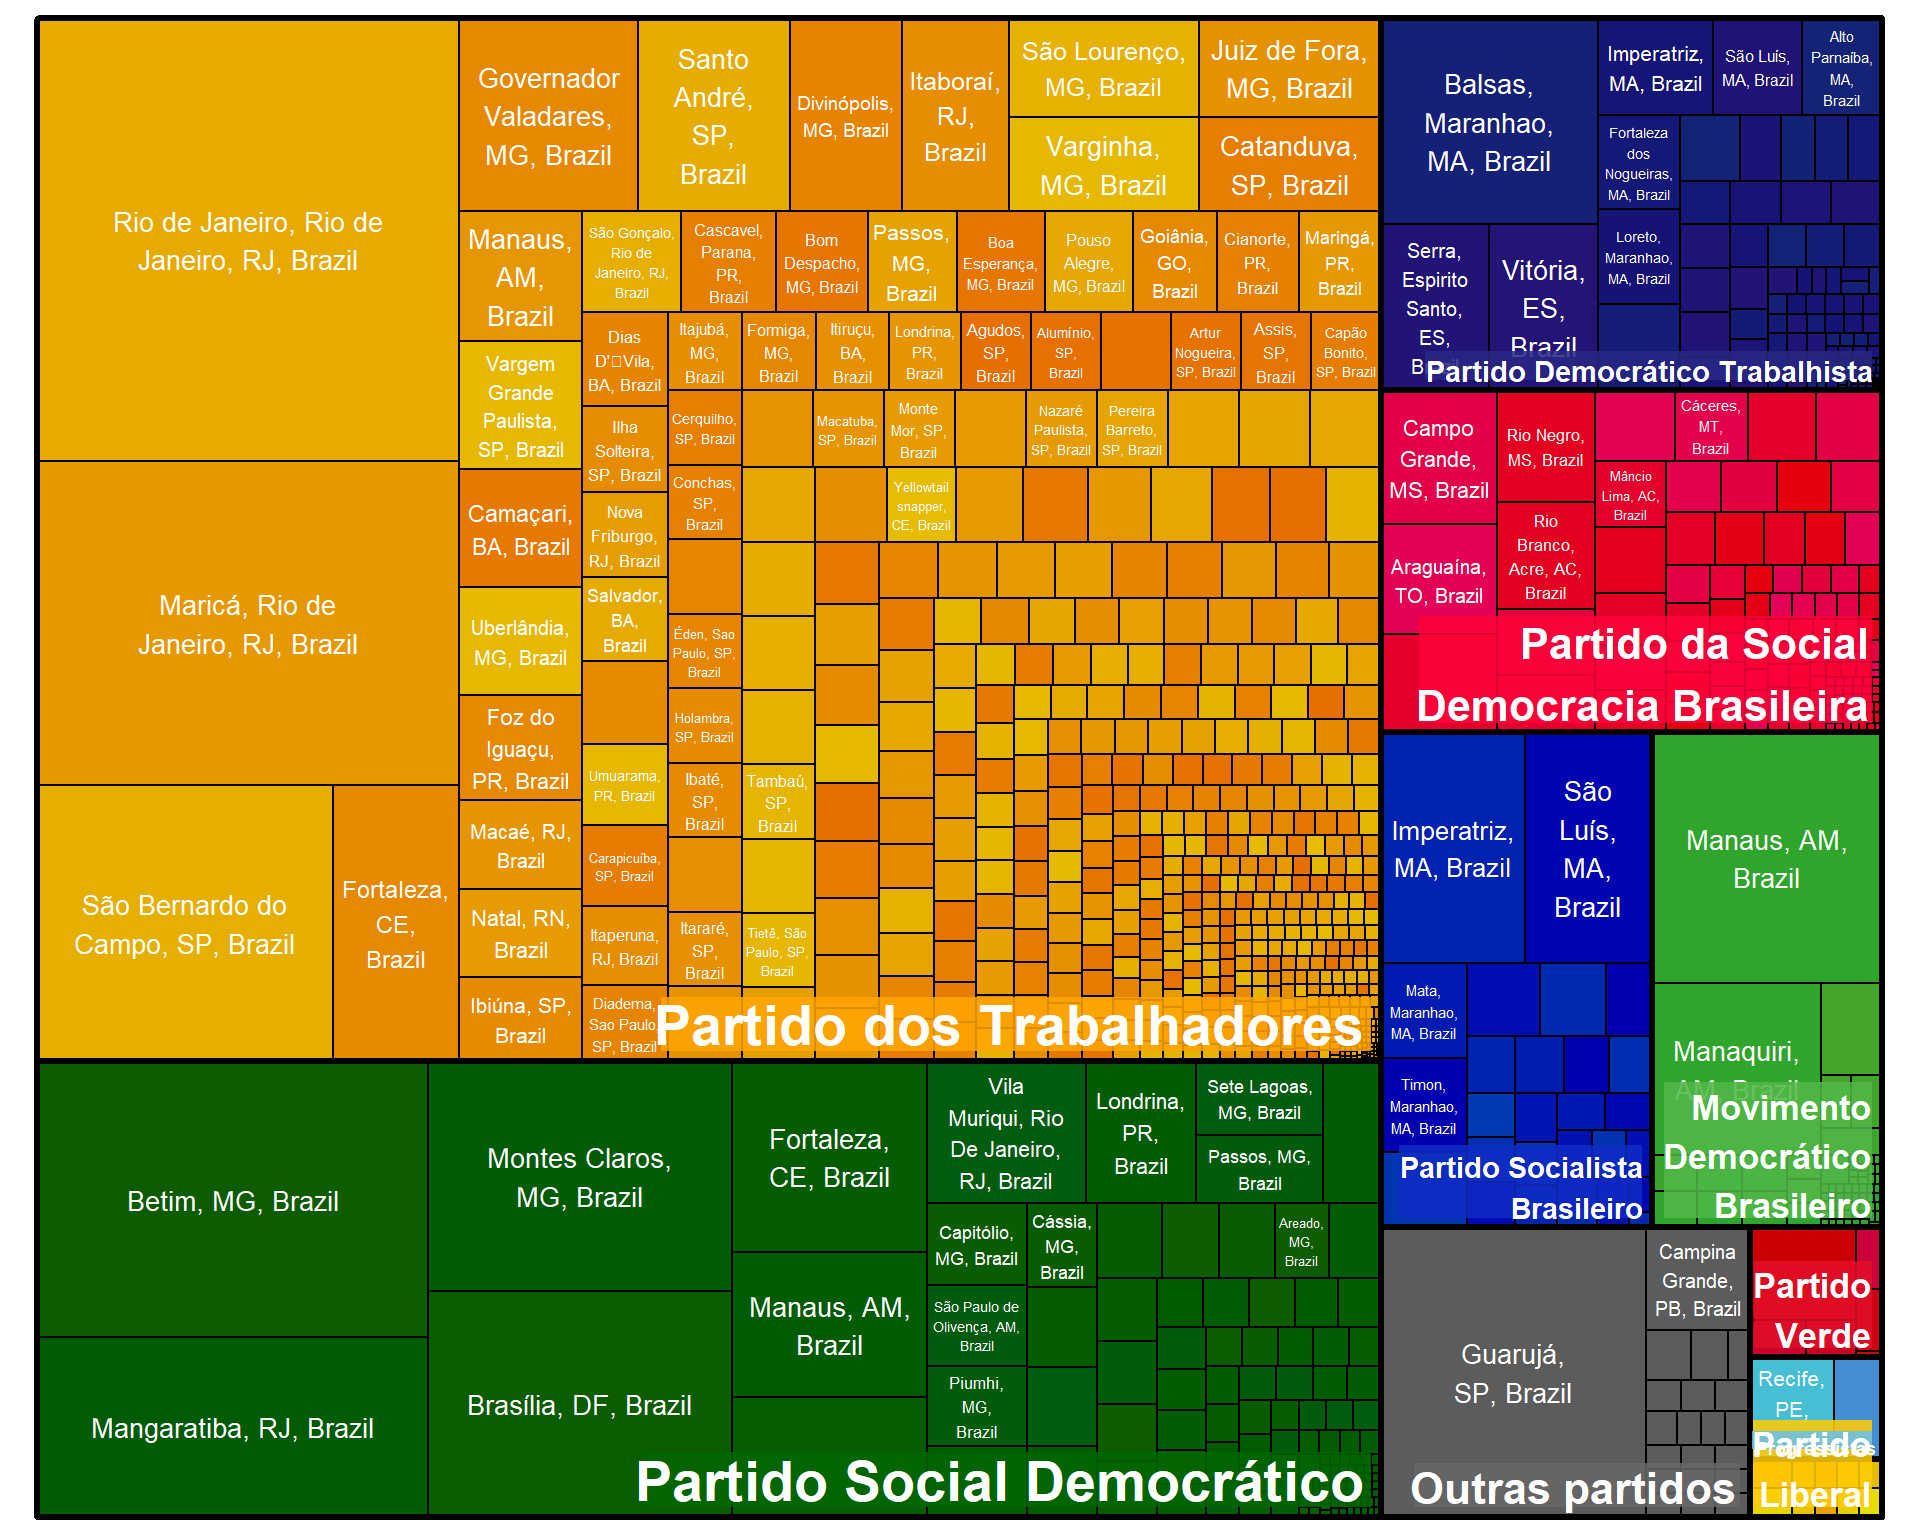 Rio de Janeiro, Rio de
Janeiro, RJ, Brazil
Maricá, Rio de
Janeiro, RJ, Brazil
São Bernardo do
Campo, SP, Brazil
Fortaleza,
CE,
Brazil
Governador
Valadares,
MG, Brazil
Santo
André,
SP,
Brazil
Divinópolis,
MG, Brazil
Itaboraí,
RJ,
Brazil
São Lourenço,
MG, Brazil
Juiz de Fora,
MG, Brazil
Varginha,
MG, Brazil
Catanduva,
SP, Brazil
Manaus,
AM,
Brazil
Vargem
Grande
Paulista,
SP, Brazil
Camaçari,
BA, Brazil
Uberlândia,
MG, Brazil
Foz do
Iguaçu,
PR, Brazil
Macaé, RJ,
Brazil
Natal, RN,
Brazil
Ibiúna, SP,
Brazil
São Gonçalo,
Rio de
Janeiro, RJ,
Brazil
Cascavel,
Parana,
PR,
Brazil
Bom
Despacho,
MG, Brazil
Passos,
MG,
Brazil
Boa
Esperança,
MG, Brazil
Pouso
Alegre,
MG, Brazil
Goiânia,
GO,
Brazil
Cianorte,
PR,
Brazil
Maringá,
PR,
Brazil
Dias
D'□Vila,
BA, Brazil
Ilha
Solteira,
SP, Brazil
Nova
Friburgo,
RJ, Brazil
Salvador,
BA,
Brazil
Umuarama,
PR, Brazil
Carapicuíba,
SP, Brazil
Itaperuna,
RJ, Brazil
Diadema,
Sao Paulo,
SP, Brazil
Itajubá,
MG,
Brazil
Formiga,
MG,
Brazil
Itiruçu,
BA,
Brazil
Londrina,
PR,
Brazil
Agudos,
SP,
Brazil
Alumínio,
SP,
Brazil
Artur
Nogueira,
SP, Brazil
Assis,
SP,
Brazil
Capão
Bonito,
SP, Brazil
Cerquilho,
SP, Brazil
Conchas,
SP,
Brazil
Éden, Sao
Paulo, SP,
Brazil
Holambra,
SP, Brazil
Ibaté,
SP,
Brazil
Itararé,
SP,
Brazil
Macatuba,
SP, Brazil
Monte
Mor, SP,
Brazil
Nazaré
Paulista,
SP, Brazil
Pereira
Barreto,
SP, Brazil
Yellowtail
snapper,
CE, Brazil
Tambaú,
SP,
Brazil
Tietê, São
Paulo, SP,
Brazil
Partido dos Trabalhadores
Betim, MG, Brazil
Mangaratiba, RJ, Brazil
Montes Claros,
MG, Brazil
Brasília, DF, Brazil
Fortaleza,
CE, Brazil
Manaus, AM,
Brazil
Vila
Muriqui, Rio
De Janeiro,
RJ, Brazil
Londrina,
PR,
Brazil
Sete Lagoas,
MG, Brazil
Passos, MG,
Brazil
Capitólio,
MG, Brazil
Cássia,
MG,
Brazil
Areado,
MG,
Brazil
São Paulo de
Olivença, AM,
Brazil
Piumhi,
MG,
Brazil
Partido Social Democrático
Balsas,
Maranhao,
MA, Brazil
Serra,
Espirito
Santo,
ES,
Brazil
Vitória,
ES,
Brazil
Imperatriz,
MA, Brazil
São Luís,
MA, Brazil
Alto
Parnaíba,
MA,
Brazil
Fortaleza
dos
Nogueiras,
MA, Brazil
Loreto,
Maranhao,
MA, Brazil
Partido Democrático Trabalhista
Campo
Grande,
MS, Brazil
Araguaína,
TO, Brazil
Rio Negro,
MS, Brazil
Rio
Branco,
Acre, AC,
Brazil
Cáceres,
MT,
Brazil
Mâncio
Lima, AC,
Brazil
Partido da Social
Democracia Brasileira
Imperatriz,
MA, Brazil
São
Luís,
MA,
Brazil
Mata,
Maranhao,
MA, Brazil
Timon,
Maranhao,
MA, Brazil
Partido Socialista
Brasileiro
Manaus, AM,
Brazil
Manaquiri,
AM, Brazil
Movimento
Democrático
Brasileiro
Guarujá,
SP, Brazil
Campina
Grande,
PB, Brazil
Outras partidos
Partido
Verde
Recife,
PE,
Progressistas
Partido
Liberal